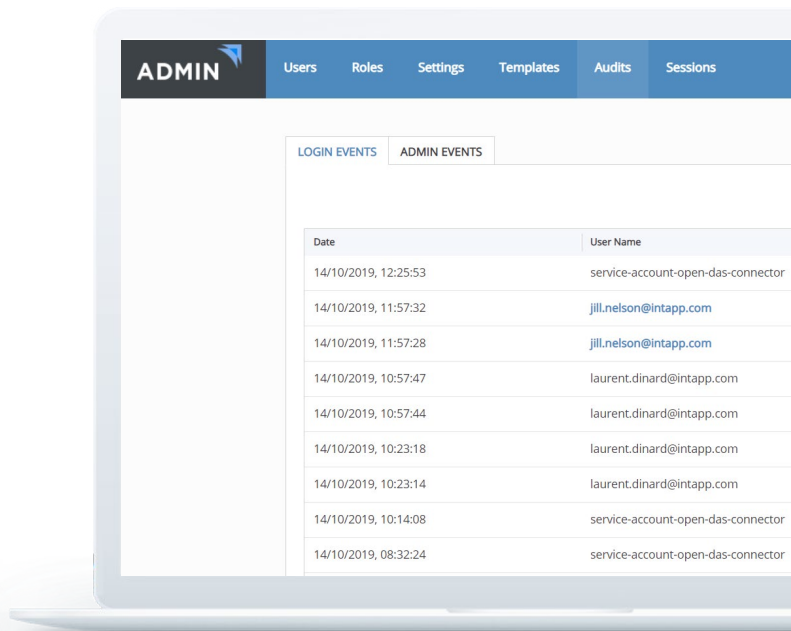 ADMIN Users Roles Settings Templates Audits Sessions
LOGIN EVENTS ADMIN EVENTS
Date User Name
14/10/2019, 12:25:53 service-account-open-das-connector
14/10/2019, 11:57:32 jill.nelson@intapp.com
14/10/2019, 11:57:28 jill.nelson@intapp.com
14/10/2019, 10:57:47 laurent.dinard@intapp.com
14/10/2019, 10:57:44 laurent.dinard@intapp.com
14/10/2019, 10:23:18 laurent.dinard@intapp.com
14/10/2019, 10:23:14 laurent.dinard@intapp.com
14/10/2019, 10:14:08 service-account-open-das-connector
14/10/2019, 08:32:24 service-account-open-das-connector